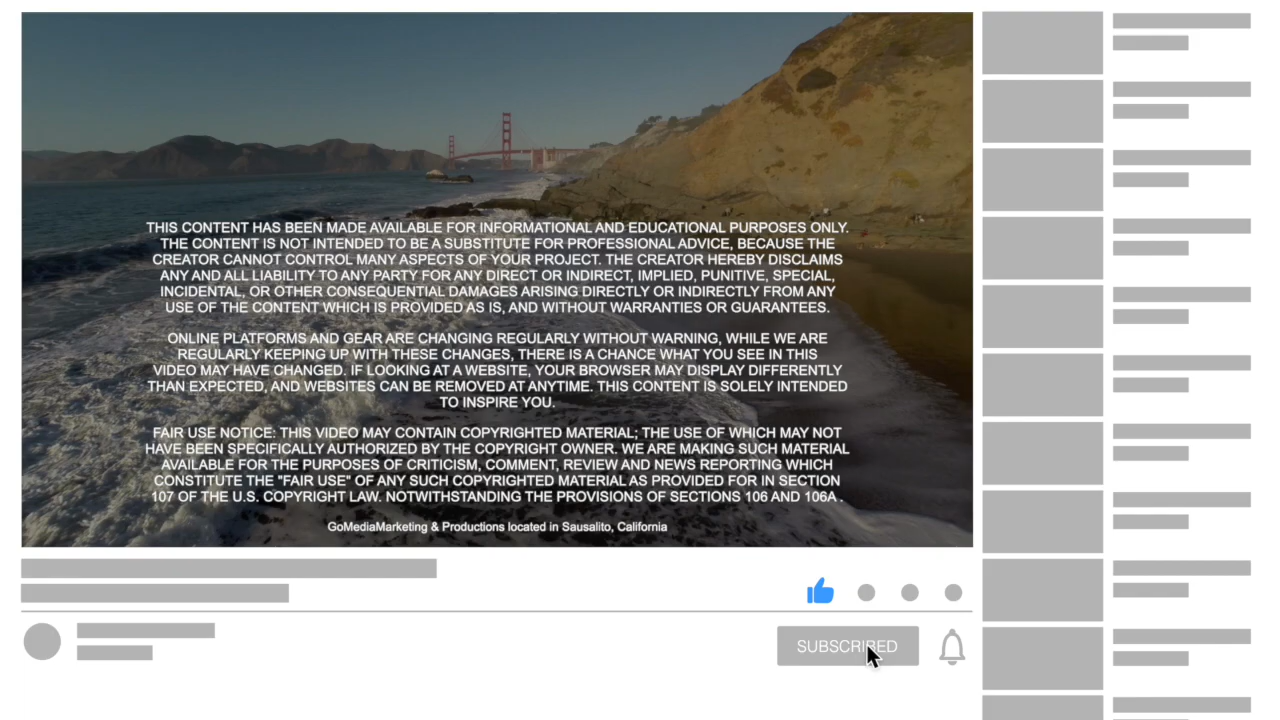 THIS CONTENT HAS BEEN MADE AVAILABLE FOR INFORMATIONAL AND EDUCATIONAL PURPOSES ONLY.
THE CONTENT IS NOT INTENDED TO BE A SUBSTITUTE FOR PROFESSIONAL ADVICE, BECAUSE THE
CREATOR CANNOT CONTROL MANY ASPECTS OF YOUR PROJECT. THE CREATOR HEREBY DISCLAIMS
ANY AND ALL LIABILITY TO ANY PARTY FOR ANY DIRECT OR INDIRECT, IMPLIED, PUNITIVE, SPECIAL,
INCIDENTAL, OR OTHER CONSEQUENTIAL DAMAGES ARISING DIRECTLY OR INDIRECTLY FROM ANY
USE OF THE CONTENT WHICH IS PROVIDED AS IS, AND WITHOUT WARRANTIES OR GUARANTEES.
ONLINE PLATFORMS AND GEAR ARE CHANGING REGULARLY WITHOUT WARNING, WHILE WE ARE
REGULARLY KEEPING UP WITH THESE CHANGES, THERE IS A CHANCE WHAT YOU SEE IN THIS
VIDEO MAY HAVE CHANGED. IF LOOKING AT A WEBSITE, YOUR BROWSER MAY DISPLAY DIFFERENTLY
THAN EXPECTED, AND WEBSITES CAN BE REMOVED AT ANYTIME. THIS CONTENT IS SOLELY INTENDED
TO INSPIRE YOU.
FAIR USE NOTICE: THIS VIDEO MAY CONTAIN COPYRIGHTED MATERIAL; THE USE OF WHICH MAY NOT
HAVE BEEN SPECIFICALLY AUTHORIZED BY THE COPYRIGHT OWNER. WE ARE MAKING SUCH MATERIAL
AVAILABLE FOR THE PURPOSES OF CRITICISM, COMMENT, REVIEW AND NEWS REPORTING WHICH
CONSTITUTE THE "FAIR USE" OF ANY SUCH COPYRIGHTED MATERIAL AS PROVIDED FOR IN SECTION
107 OF THE U.S. COPYRIGHT LAW. NOTWITHSTANDING THE PROVISIONS OF SECTIONS 106 AND 106A .
GoMediaMarketing & Productions located in Sausalito, California
SUBSCRIBED